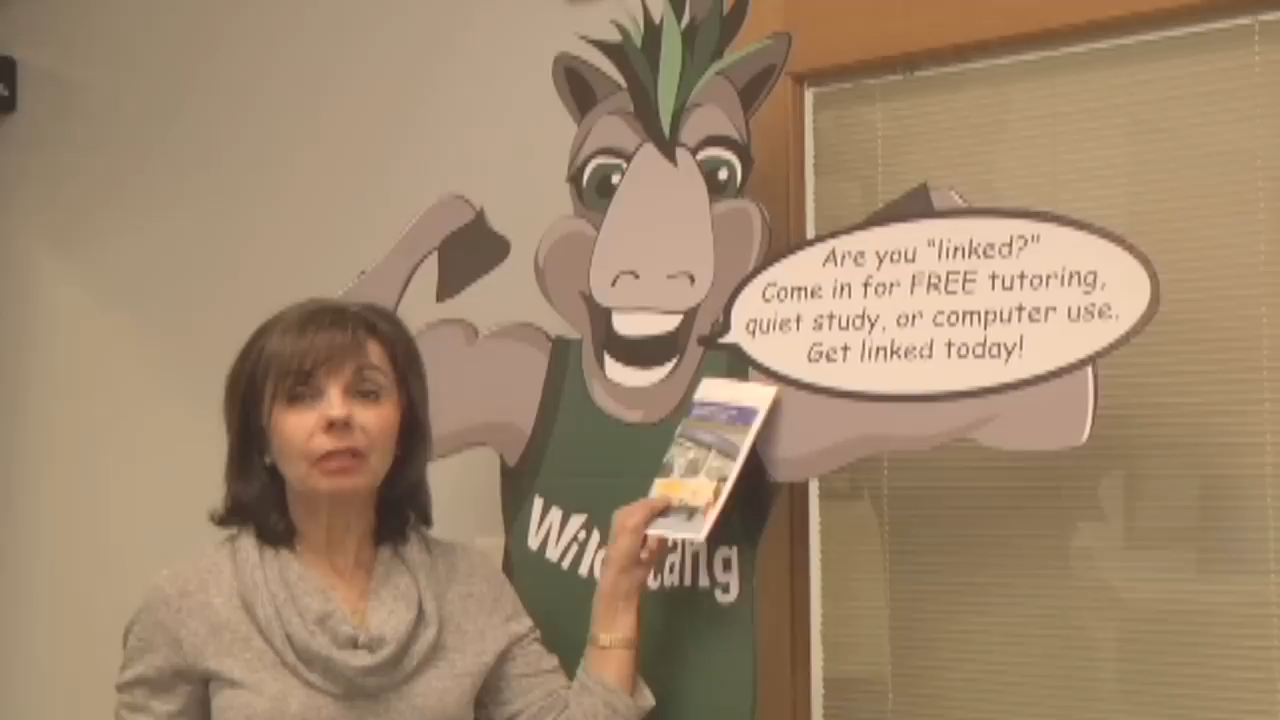 Are you "linked?"
Come in for FREE tutoring,
quiet study, or computer use.
Get linked today!